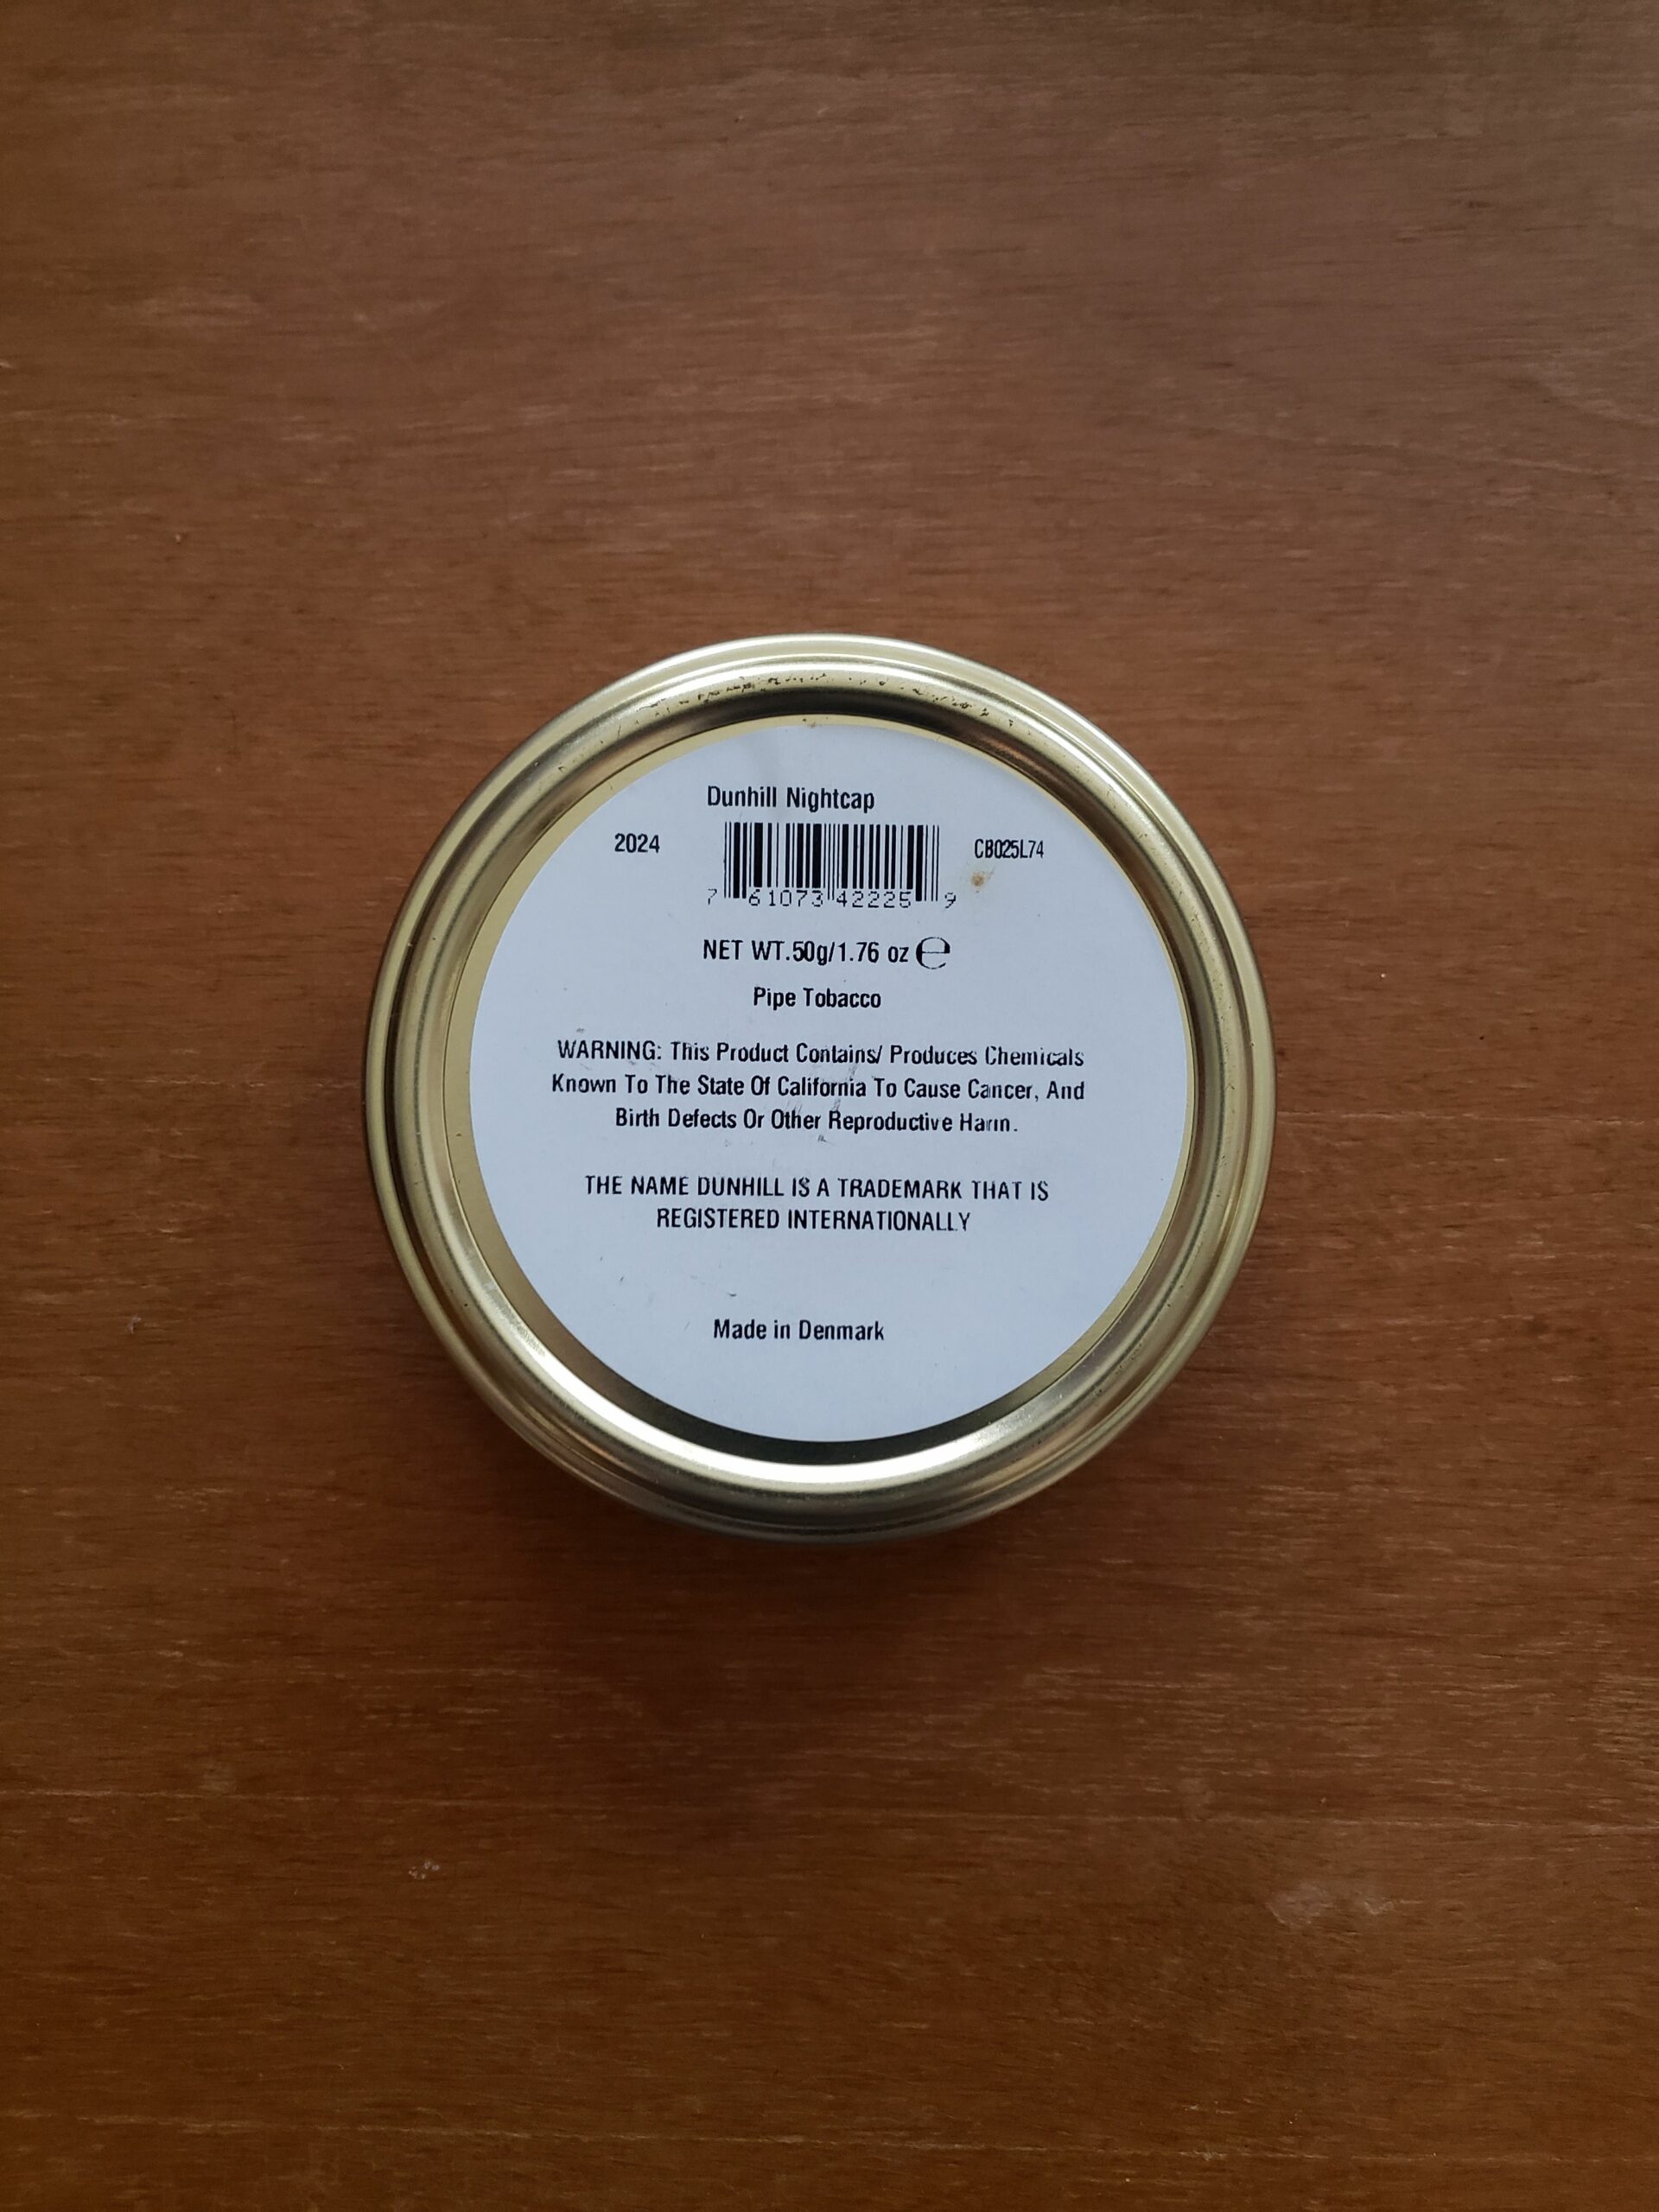 Dunhill Nightcap
2024
CB025L74
7 61073 42225 9
NET WT.50g/1.76 oz ℮
Pipe Tobacco
WARNING: This Product Contains/ Produces Chemicals
Known To The State Of California To Cause Cancer, And
Birth Defects Or Other Reproductive Harm.
THE NAME DUNHILL IS A TRADEMARK THAT IS
REGISTERED INTERNATIONALLY
Made in Denmark